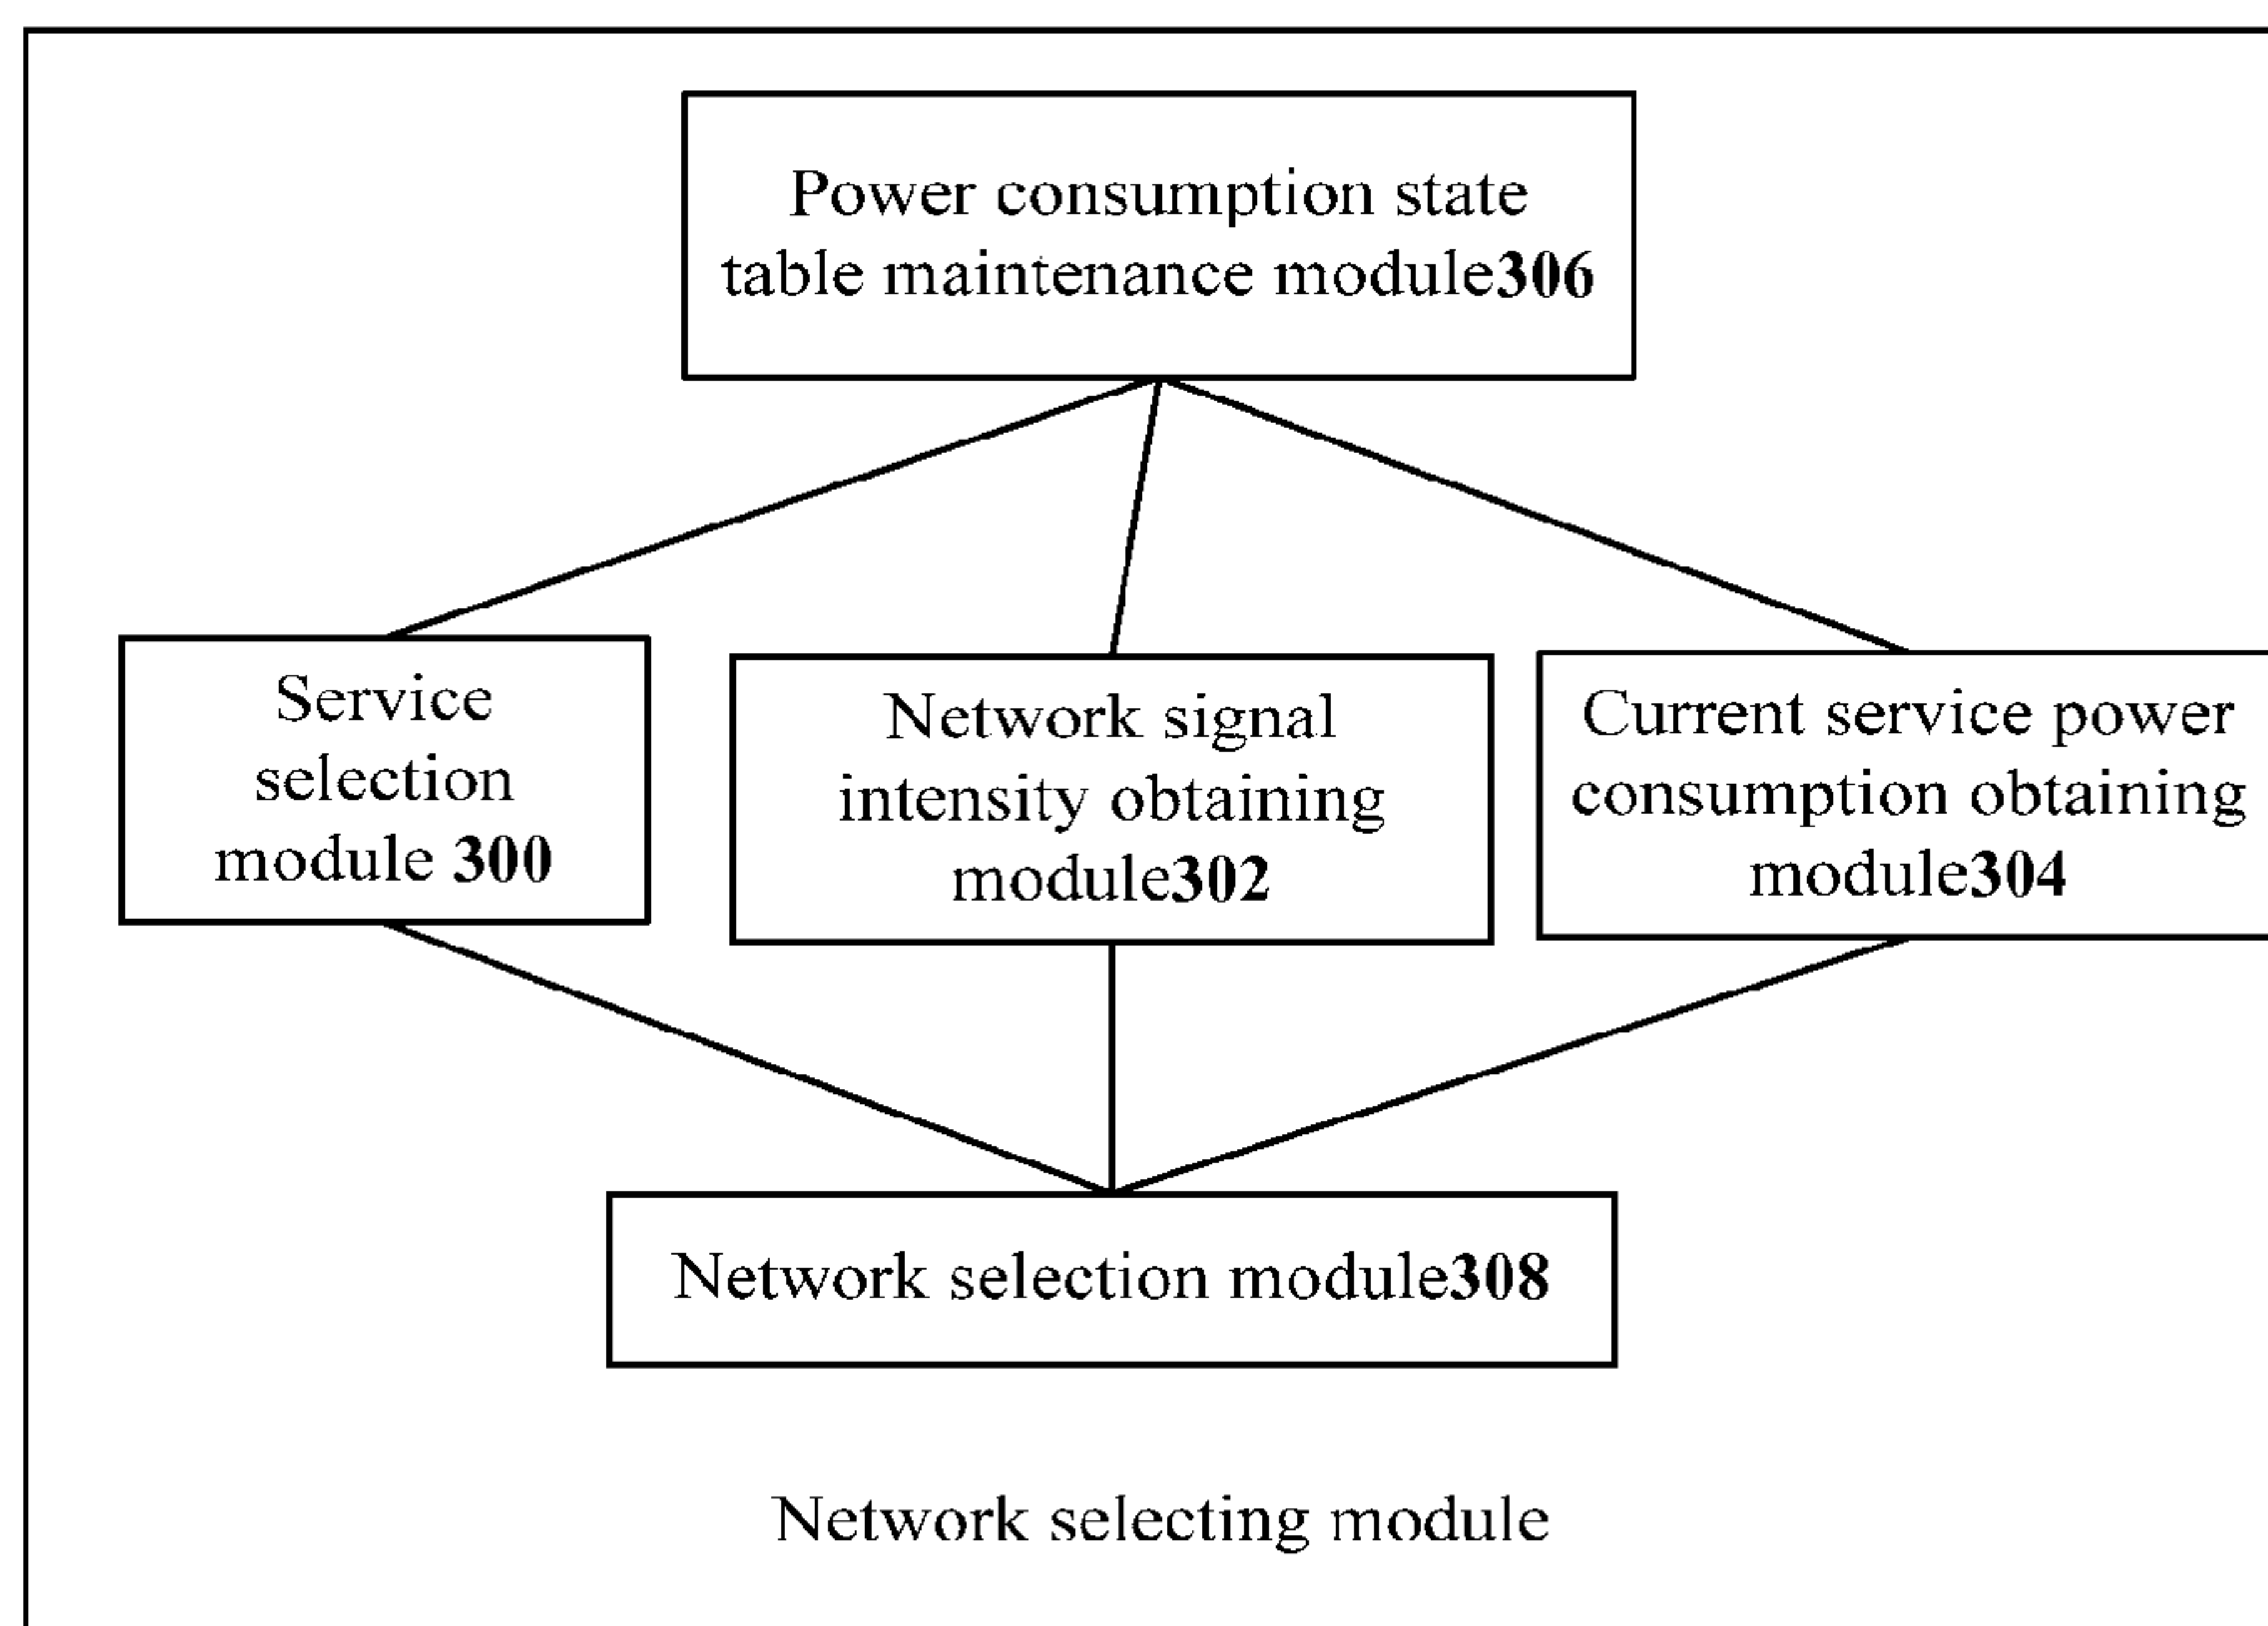 Power consumption state
table maintenance module306
Service
selection
module 300
Network signal
intensity obtaining
module302
Current service power
consumption obtaining
module304
Network selection module308
Network selecting module